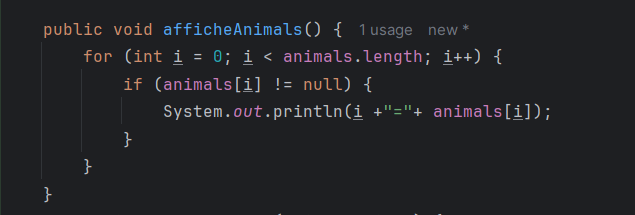 public void afficheAnimals() { 1 usage new *
for (int i = 0; i < animals.length; i++) {
if (animals[i] != null) {
System.out.println(i +"="+ animals[i]);
}
}
}